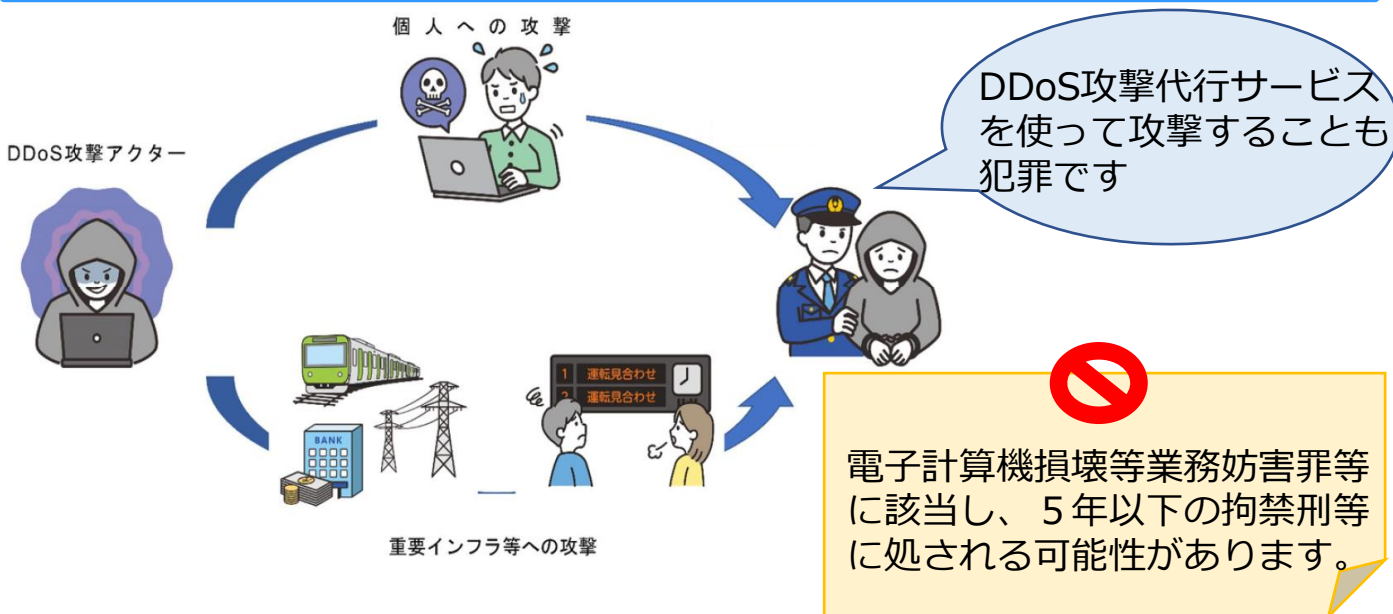 個人への攻撃
DDoS攻撃アクター
DDoS攻撃代行サービス
を使って攻撃することも
犯罪です
BANK
1 運転見合わせ
2 運転見合わせ
重要インフラ等への攻撃
電子計算機損壊等業務妨害罪等
に該当し、５年以下の拘禁刑等
に処される可能性があります。